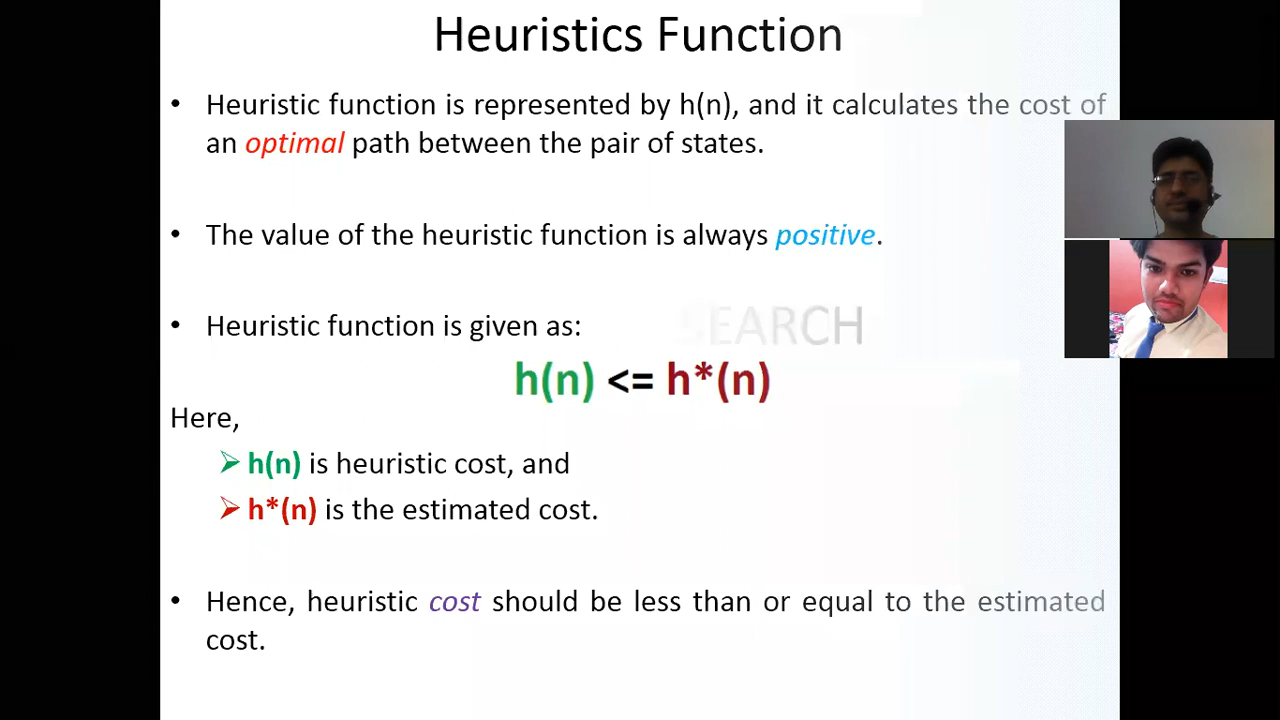 Heuristics Function
• Heuristic function is represented by h(n), and it calculates the cost of
an optimal path between the pair of states.
• The value of the heuristic function is always positive.
• Heuristic function is given as:
SEARCH
h(n) <= h*(n)
Here,
➢ h(n) is heuristic cost, and
➢ h*(n) is the estimated cost.
• Hence, heuristic cost should be less than or equal to the estimated
cost.